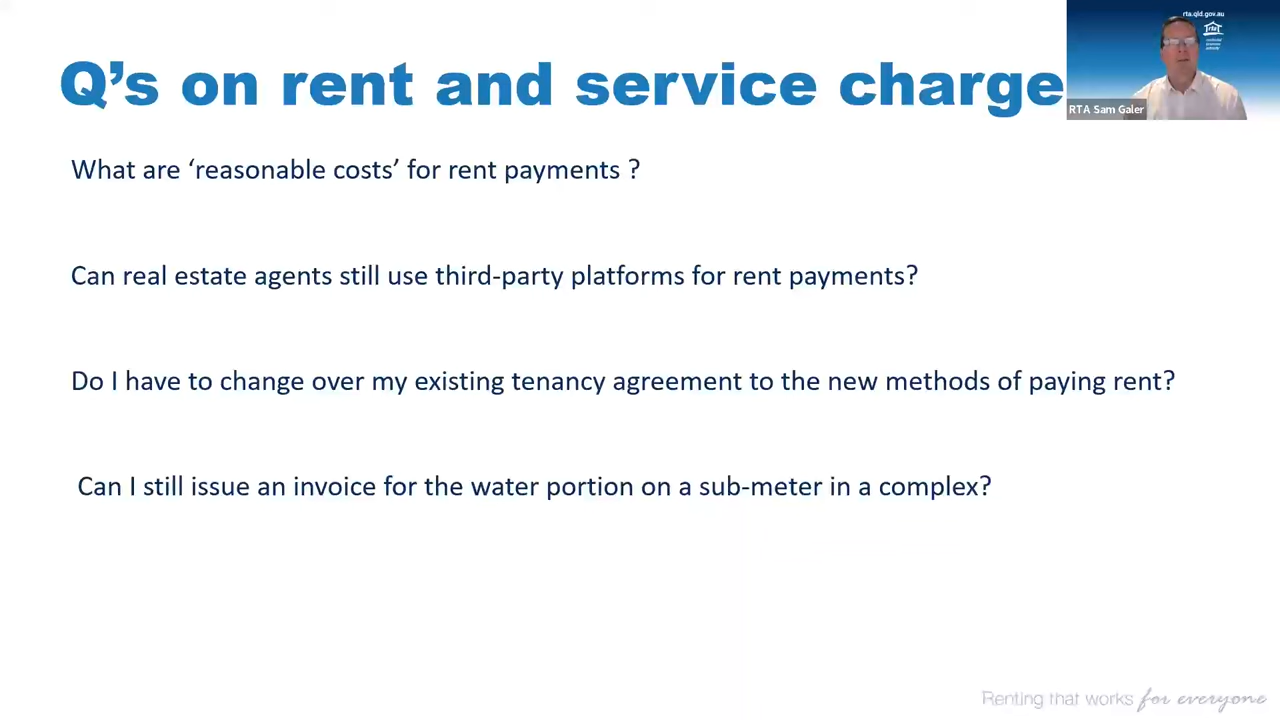 rta.qld.gov.au
rta
Q’s on rent and service charge
RTA Sam Galer
What are ‘reasonable costs’ for rent payments ?
Can real estate agents still use third-party platforms for rent payments?
Do I have to change over my existing tenancy agreement to the new methods of paying rent?
Can I still issue an invoice for the water portion on a sub-meter in a complex?
Renting that works for everyone